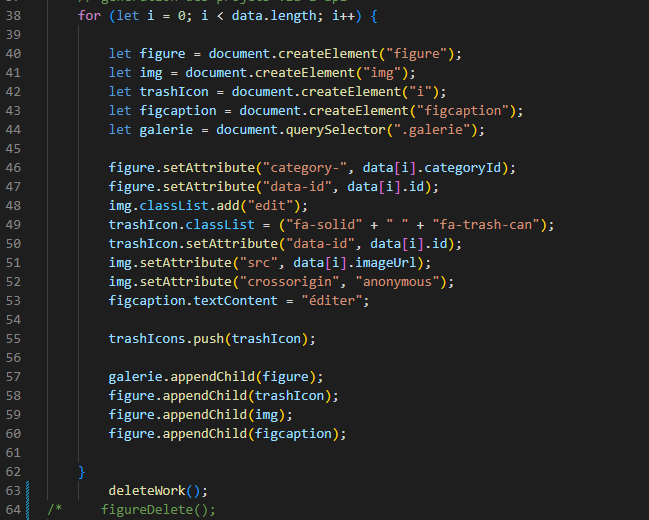 38 for (let i = 0; i < data.length; i++) {
39
40 let figure = document.createElement("figure");
41 let img = document.createElement("img");
42 let trashIcon = document.createElement("i");
43 let figcaption = document.createElement("figcaption");
44 let galerie = document.querySelector(".galerie");
45
46 figure.setAttribute("category-", data[i].categoryId);
47 figure.setAttribute("data-id", data[i].id);
48 img.classList.add("edit");
49 trashIcon.classList = ("fa-solid" + " " + "fa-trash-can");
50 trashIcon.setAttribute("data-id", data[i].id);
51 img.setAttribute("src", data[i].imageUrl);
52 img.setAttribute("crossorigin", "anonymous");
53 figcaption.textContent = "éditer";
54
55 trashIcons.push(trashIcon);
56
57 galerie.appendChild(figure);
58 figure.appendChild(trashIcon);
59 figure.appendChild(img);
60 figure.appendChild(figcaption);
61
62 }
63 deleteWork();
64 /* figureDelete();